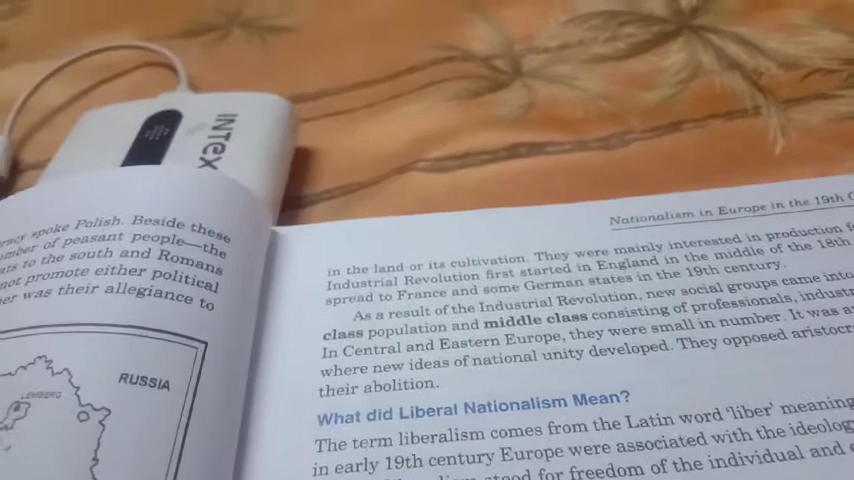 INTEX
racy spoke Polish. Beside these
number of peasant people—the
to the south and Romans
not promote either political
er was their allegiance to
RUSSIA
LEMBERG
Nationalism in Europe in the 19th
in the land or its cultivation. They were mainly interested in production
Industrial Revolution first started in England in the middle of the 18th
spread to France and some German states in the 19th century.
As a result of the Industrial Revolution, new social groups came into
class population and middle class consisting of professionals, industr
In Central and Eastern Europe, they were small in number. It was a
where new ideas of national unity developed. They opposed aristocr
their abolition.
What did Liberal Nationalism Mean?
The term liberalism comes from the Latin word 'liber' meaning
in early 19th century Europe were associated with the ideology
stood for freedom of the individual and e